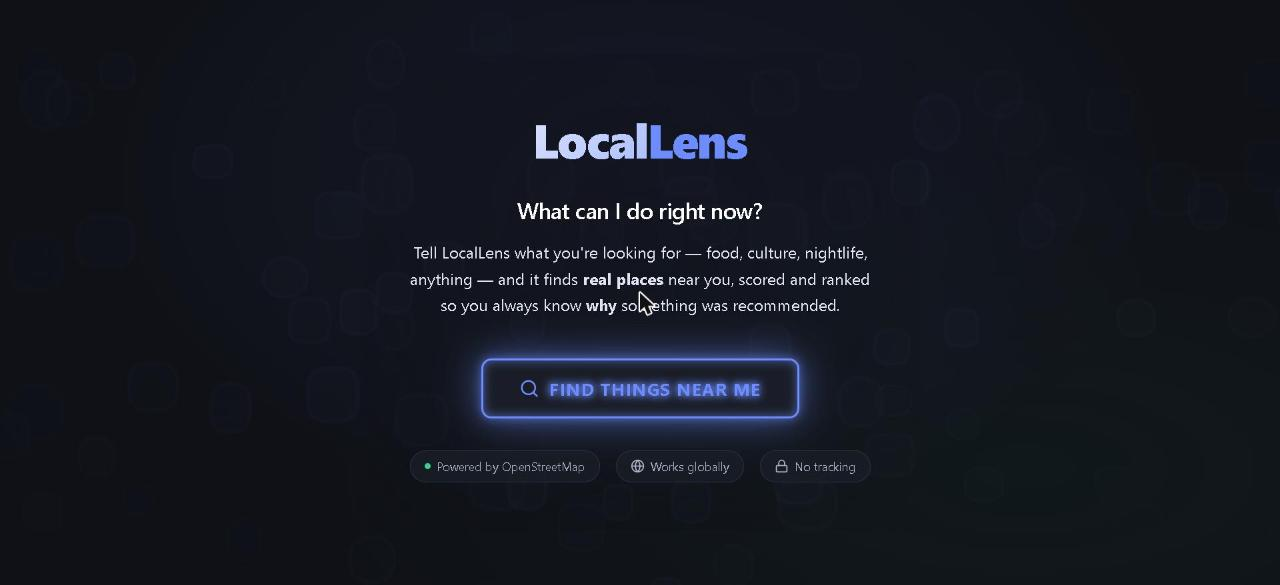 LocalLens
What can I do right now?
Tell LocalLens what you're looking for — food, culture, nightlife,
anything — and it finds real places near you, scored and ranked
so you always know why something was recommended.
FIND THINGS NEAR ME
Powered by OpenStreetMap
Works globally
No tracking